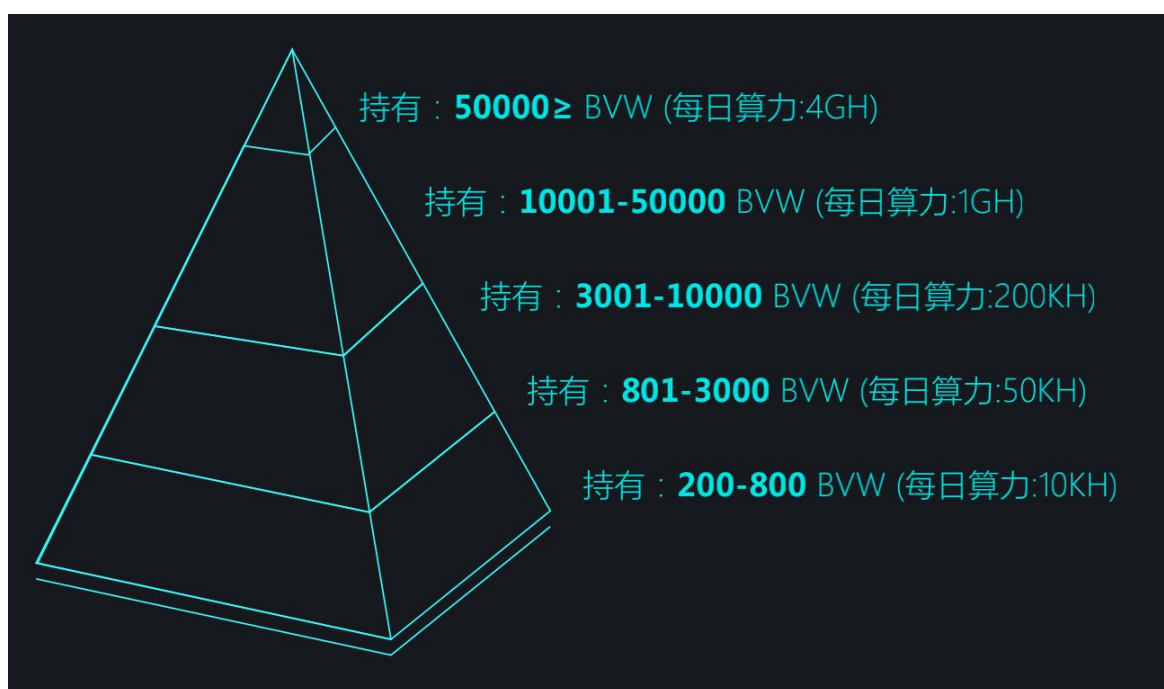 持有：50000≥ BVW (每日算力:4GH)
持有：10001-50000 BVW (每日算力:1GH)
持有：3001-10000 BVW (每日算力:200KH)
持有：801-3000 BVW (每日算力:50KH)
持有：200-800 BVW (每日算力:10KH)